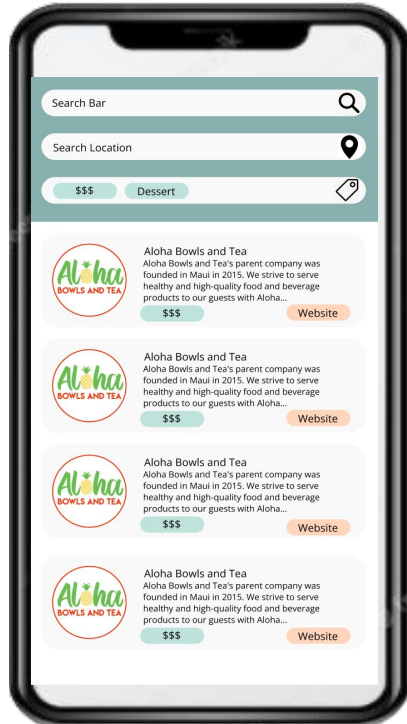 Search Bar
Search Location
$$$ Dessert
Aloha
BOWLS AND TEA
Aloha Bowls and Tea
Aloha Bowls and Tea's parent company was
founded in Maui in 2015. We strive to serve
healthy and high-quality food and beverage
products to our guests with Aloha...
$$$ Website
Aloha
BOWLS AND TEA
Aloha Bowls and Tea
Aloha Bowls and Tea's parent company was
founded in Maui in 2015. We strive to serve
healthy and high-quality food and beverage
products to our guests with Aloha...
$$$ Website
Aloha
BOWLS AND TEA
Aloha Bowls and Tea
Aloha Bowls and Tea's parent company was
founded in Maui in 2015. We strive to serve
healthy and high-quality food and beverage
products to our guests with Aloha...
$$$ Website
Aloha
BOWLS AND TEA
Aloha Bowls and Tea
Aloha Bowls and Tea's parent company was
founded in Maui in 2015. We strive to serve
healthy and high-quality food and beverage
products to our guests with Aloha...
$$$ Website